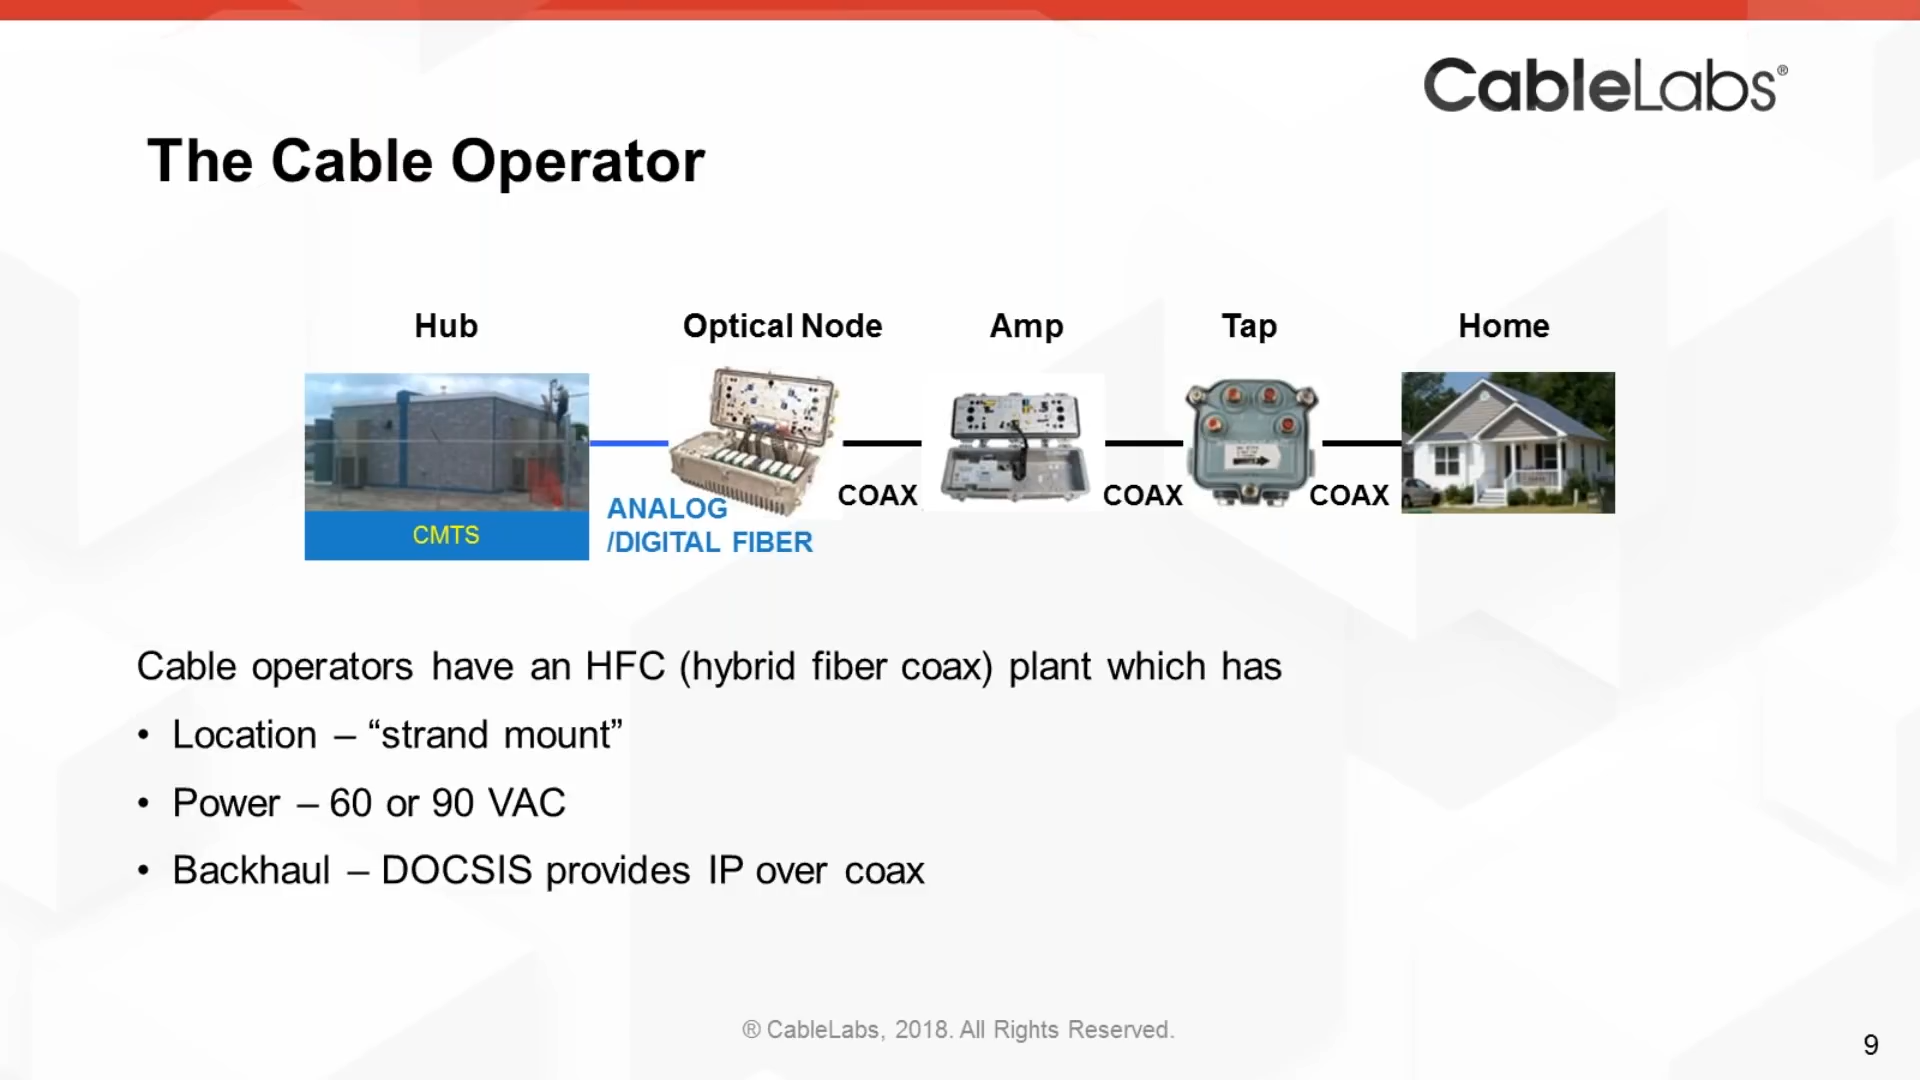 CableLabs®
The Cable Operator
Hub
Optical Node
Amp
Tap
Home
CMTS
ANALOG
/DIGITAL FIBER
COAX
COAX
COAX
Cable operators have an HFC (hybrid fiber coax) plant which has
• Location – “strand mount”
• Power – 60 or 90 VAC
• Backhaul – DOCSIS provides IP over coax
® CableLabs, 2018. All Rights Reserved.
9